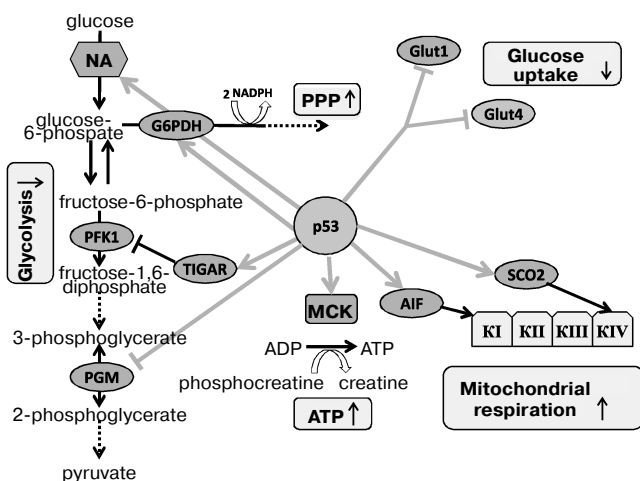 glucose
NA
glucose-
6-phospate
G6PDH
2 NADPH
PPP ↑
Glut1
Glut4
Glucose
uptake ↓
Glycolysis ↓
fructose-6-phosphate
PFK1
TIGAR
fructose-1,6-
diphosphate
p53
MCK
AIF
SCO2
KI KII KIII KIV
3-phosphoglycerate
ADP ATP
phosphocreatine creatine
ATP ↑
PGM
2-phosphoglycerate
pyruvate
Mitochondrial
respiration ↑